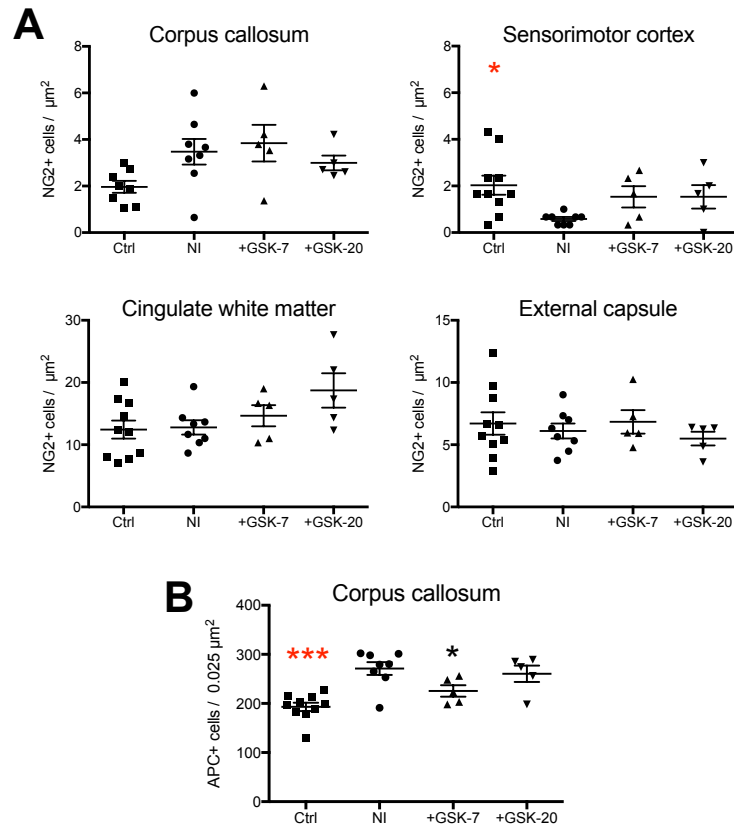 A
Corpus callosum
NG2+ cells / µm²
8
6
4
2
0
Ctrl NI +GSK-7 +GSK-20
Sensorimotor cortex
NG2+ cells / µm²
8
6
4
2
0
*
Ctrl NI +GSK-7 +GSK-20
Cingulate white matter
NG2+ cells / µm²
30
20
10
0
Ctrl NI +GSK-7 +GSK-20
External capsule
NG2+ cells / µm²
15
10
5
0
Ctrl NI +GSK-7 +GSK-20
B
Corpus callosum
APC+ cells / 0.025 µm²
400
300
200
100
0
*** *
Ctrl NI +GSK-7 +GSK-20